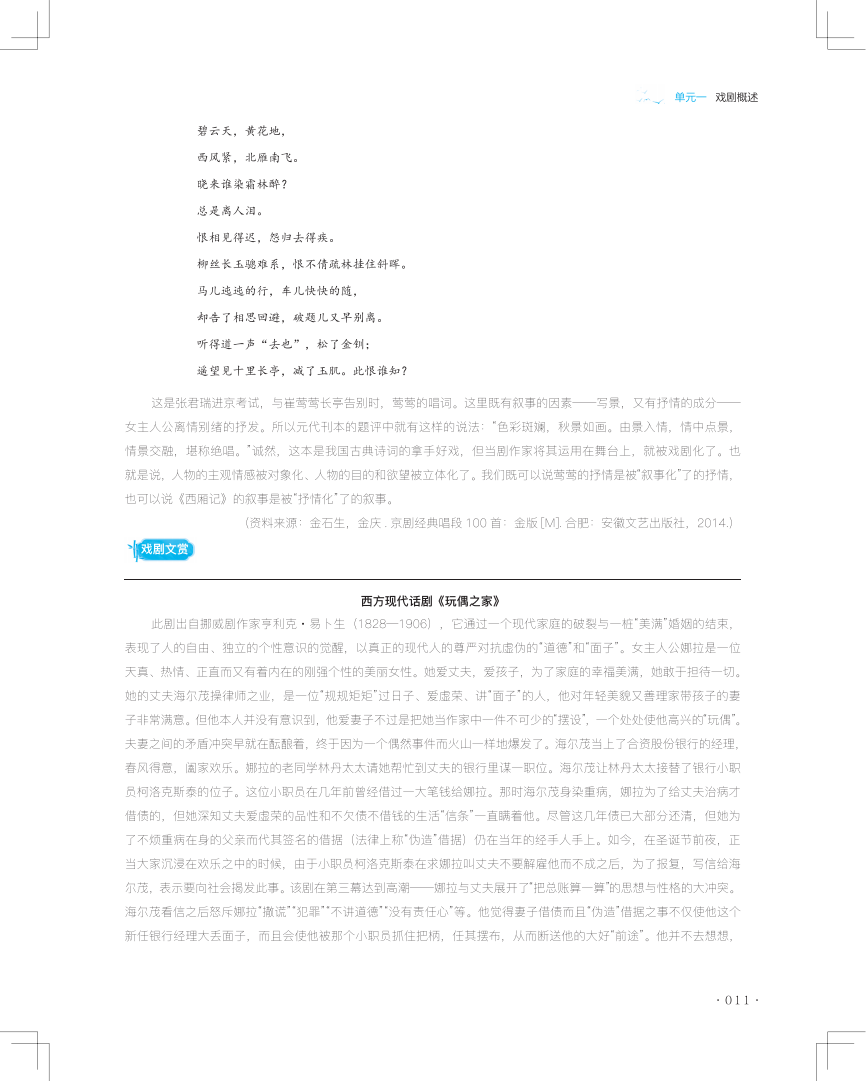 单元一 戏剧概述
碧云天，黄花地，
西风紧，北雁南飞。
晓来谁染霜林醉？
总是离人泪。
恨相见得迟，怨归去得疾。
柳丝长玉骢难系，恨不倩疏林挂住斜晖。
马儿迍迍的行，车儿快快的随，
却告了相思回避，破题儿又早别离。
听得道一声“去也”，松了金钏；
遥望见十里长亭，减了玉肌。此恨谁知？
这是张君瑞进京考试，与崔莺莺长亭告别时，莺莺的唱词。这里既有叙事的因素——写景，又有抒情的成分——
女主人公离情别绪的抒发。所以元代刊本的题评中就有这样的说法：“色彩斑斓，秋景如画。由景入情，情中点景，
情景交融，堪称绝唱。”诚然，这本是我国古典诗词的拿手好戏，但当剧作家将其运用在舞台上，就被戏剧化了。也
就是说，人物的主观情感被对象化、人物的目的和欲望被立体化了。我们既可以说莺莺的抒情是被“叙事化”了的抒情，
也可以说《西厢记》的叙事是被“抒情化”了的叙事。
（资料来源：金石生，金庆 . 京剧经典唱段 100 首：金版 [M]. 合肥：安徽文艺出版社，2014.）
戏剧文赏
西方现代话剧《玩偶之家》
此剧出自挪威剧作家亨利克·易卜生（1828—1906），它通过一个现代家庭的破裂与一桩“美满”婚姻的结束，
表现了人的自由、独立的个性意识的觉醒，以真正的现代人的尊严对抗虚伪的“道德”和“面子”。女主人公娜拉是一位
天真、热情、正直而又有着内在的刚强个性的美丽女性。她爱丈夫，爱孩子，为了家庭的幸福美满，她敢于担待一切。
她的丈夫海尔茂操律师之业，是一位“规规矩矩”过日子、爱虚荣、讲“面子”的人，他对年轻美貌又善理家带孩子的妻
子非常满意。但他本人并没有意识到，他爱妻子不过是把她当作家中一件不可少的“摆设”，一个处处使他高兴的“玩偶”。
夫妻之间的矛盾冲突早就在酝酿着，终于因为一个偶然事件而火山一样地爆发了。海尔茂当上了合资股份银行的经理，
春风得意，阖家欢乐。娜拉的老同学林丹太太请她帮忙到丈夫的银行里谋一职位。海尔茂让林丹太太接替了银行小职
员柯洛克斯泰的位子。这位小职员在几年前曾经借过一大笔钱给娜拉。那时海尔茂身染重病，娜拉为了给丈夫治病才
借债的，但她深知丈夫爱虚荣的品性和不欠债不借钱的生活“信条”一直瞒着他。尽管这几年债已大部分还清，但她为
了不烦重病在身的父亲而代其签名的借据（法律上称“伪造”借据）仍在当年的经手人手上。如今，在圣诞节前夜，正
当大家沉浸在欢乐之中的时候，由于小职员柯洛克斯泰在求娜拉叫丈夫不要解雇他而不成之后，为了报复，写信给海
尔茂，表示要向社会揭发此事。该剧在第三幕达到高潮——娜拉与丈夫展开了“把总账算一算”的思想与性格的大冲突。
海尔茂看信之后怒斥娜拉“撒谎”“犯罪”“不讲道德”“没有责任心”等。他觉得妻子借债而且“伪造”借据之事不仅使他这个
新任银行经理大丢面子，而且会使他被那个小职员抓住把柄，任其摆布，从而断送他的大好“前途”。他并不去想想，
· 011 ·